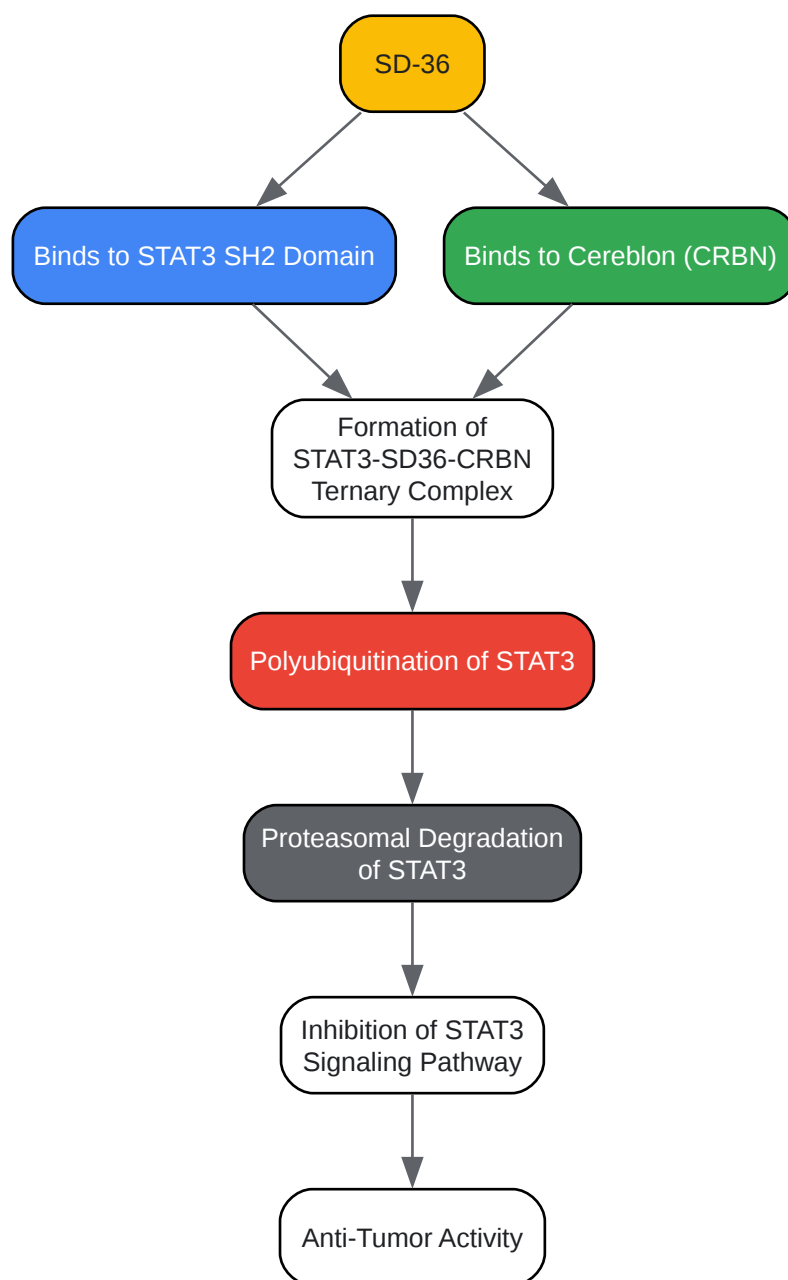 SD-36
Binds to STAT3 SH2 Domain
Binds to Cereblon (CRBN)
Formation of
STAT3-SD36-CRBN
Ternary Complex
Polyubiquitination of STAT3
Proteasomal Degradation
of STAT3
Inhibition of STAT3
Signaling Pathway
Anti-Tumor Activity